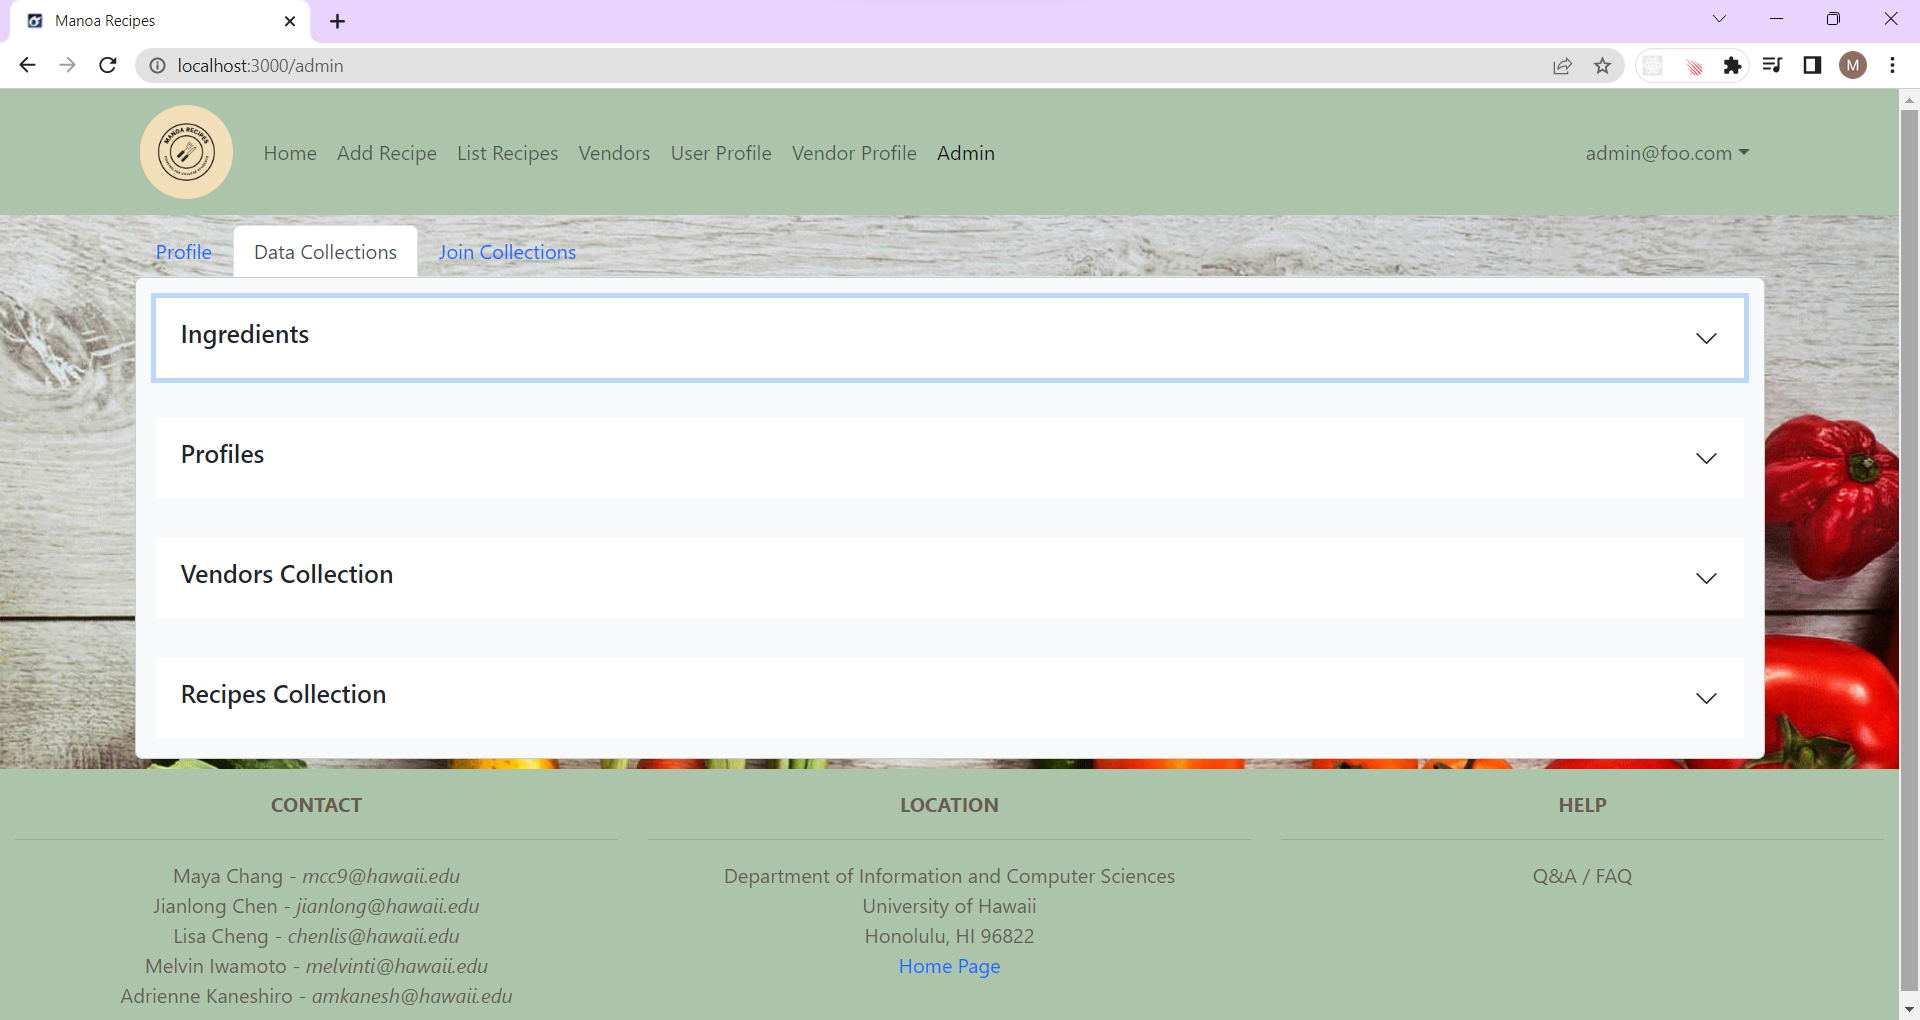 Manoa Recipes
localhost:3000/admin
M
MANOA RECIPES
Home Add Recipe List Recipes Vendors User Profile Vendor Profile Admin
admin@foo.com
Profile Data Collections Join Collections
Ingredients
Profiles
Vendors Collection
Recipes Collection
CONTACT
Maya Chang - mcc9@hawaii.edu
Jianlong Chen - jianlong@hawaii.edu
Lisa Cheng - chenlis@hawaii.edu
Melvin Iwamoto - melvinti@hawaii.edu
Adrienne Kaneshiro - amkanesh@hawaii.edu
LOCATION
Department of Information and Computer Sciences
University of Hawaii
Honolulu, HI 96822
Home Page
HELP
Q&A / FAQ